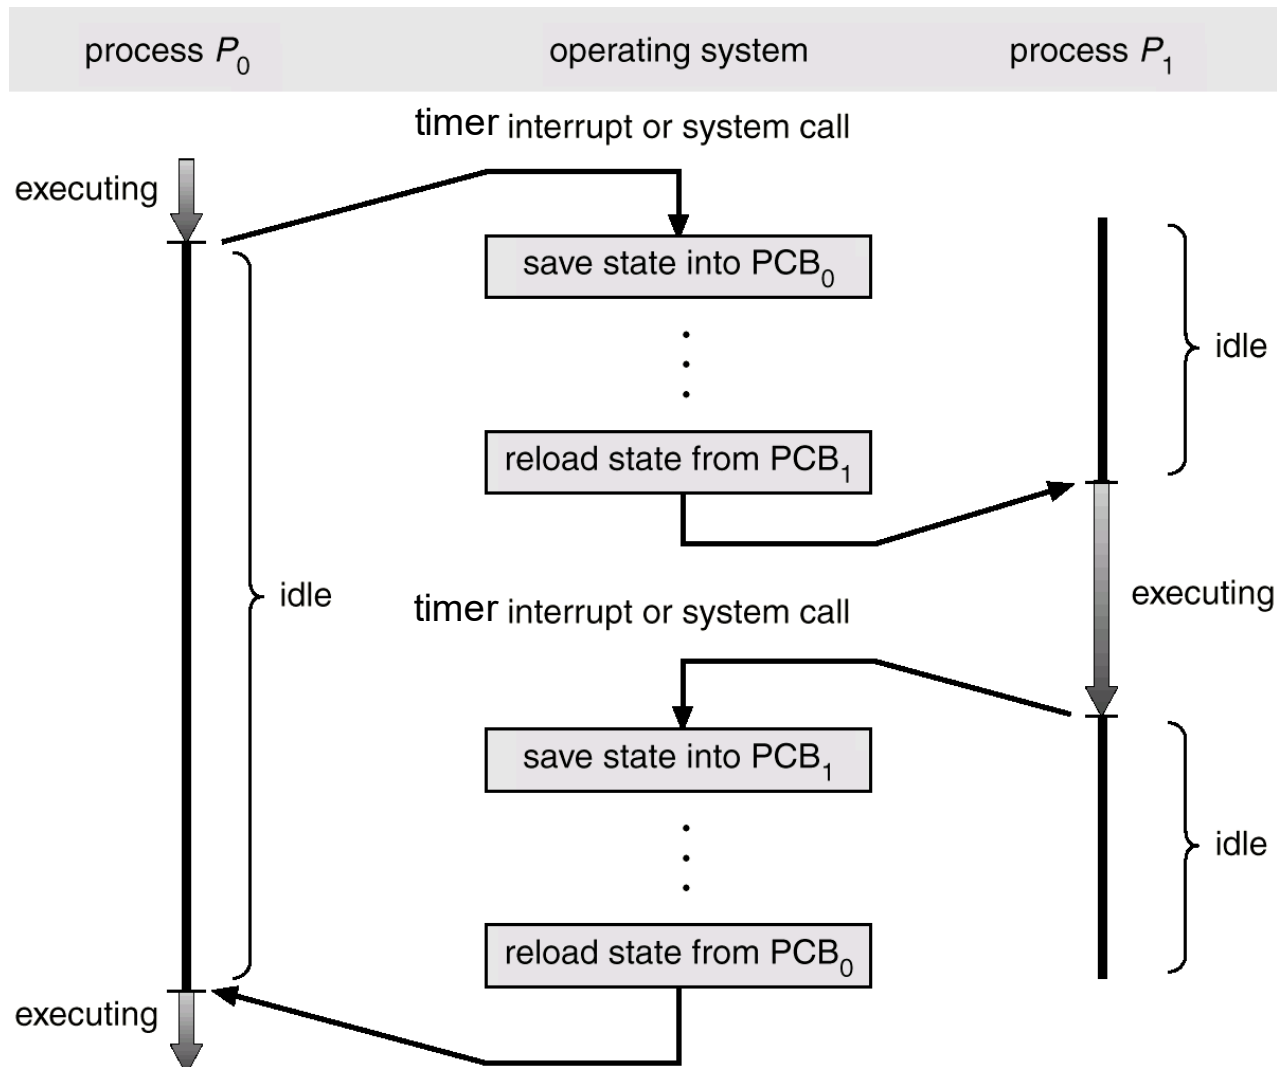 process P0
operating system
process P1
timer interrupt or system call
executing
save state into PCB0
idle
reload state from PCB1
idle
executing
timer interrupt or system call
save state into PCB1
idle
reload state from PCB0
executing